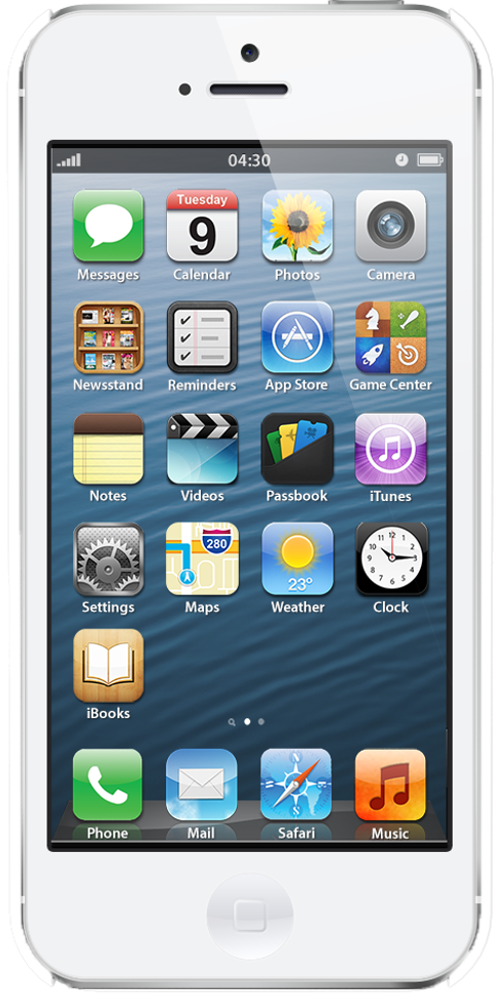 04:30
Tuesday
9
Messages Calendar Photos Camera
Newsstand Reminders App Store Game Center
280
Notes Videos Passbook iTunes
23°
Settings Maps Weather Clock
iBooks
Phone Mail Safari Music